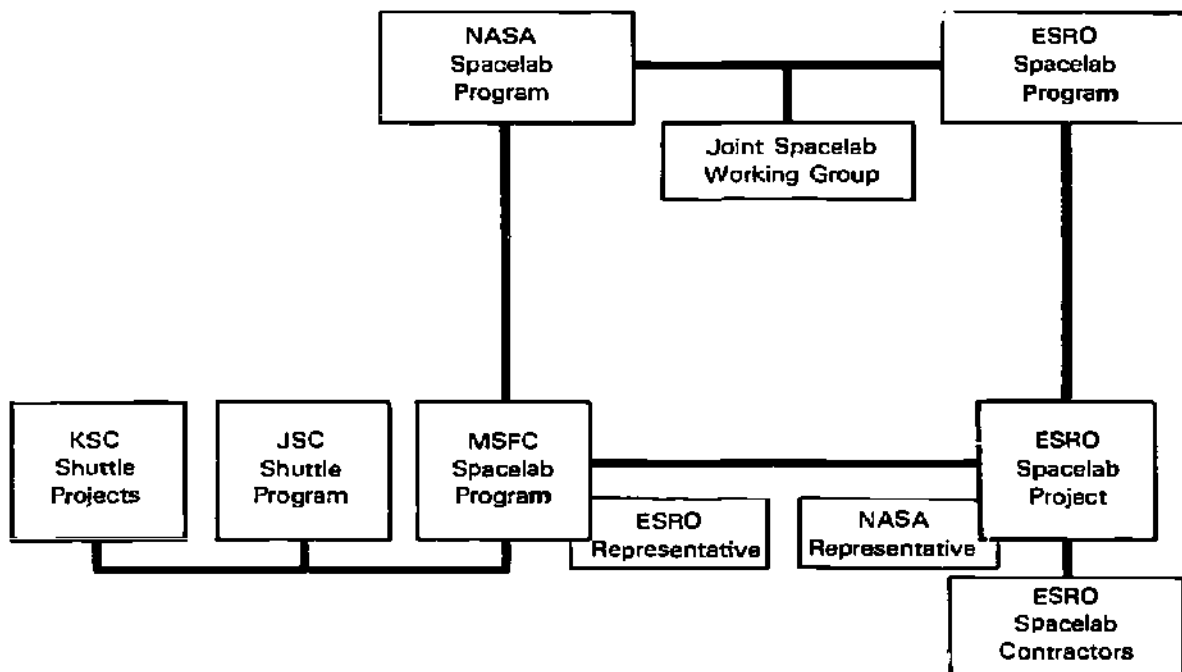 NASA
Spacelab
Program
ESRO
Spacelab
Program
Joint Spacelab
Working Group
KSC
Shuttle
Projects
JSC
Shuttle
Program
MSFC
Spacelab
Program
ESRO
Representative
NASA
Representative
ESRO
Spacelab
Project
ESRO
Spacelab
Contractors